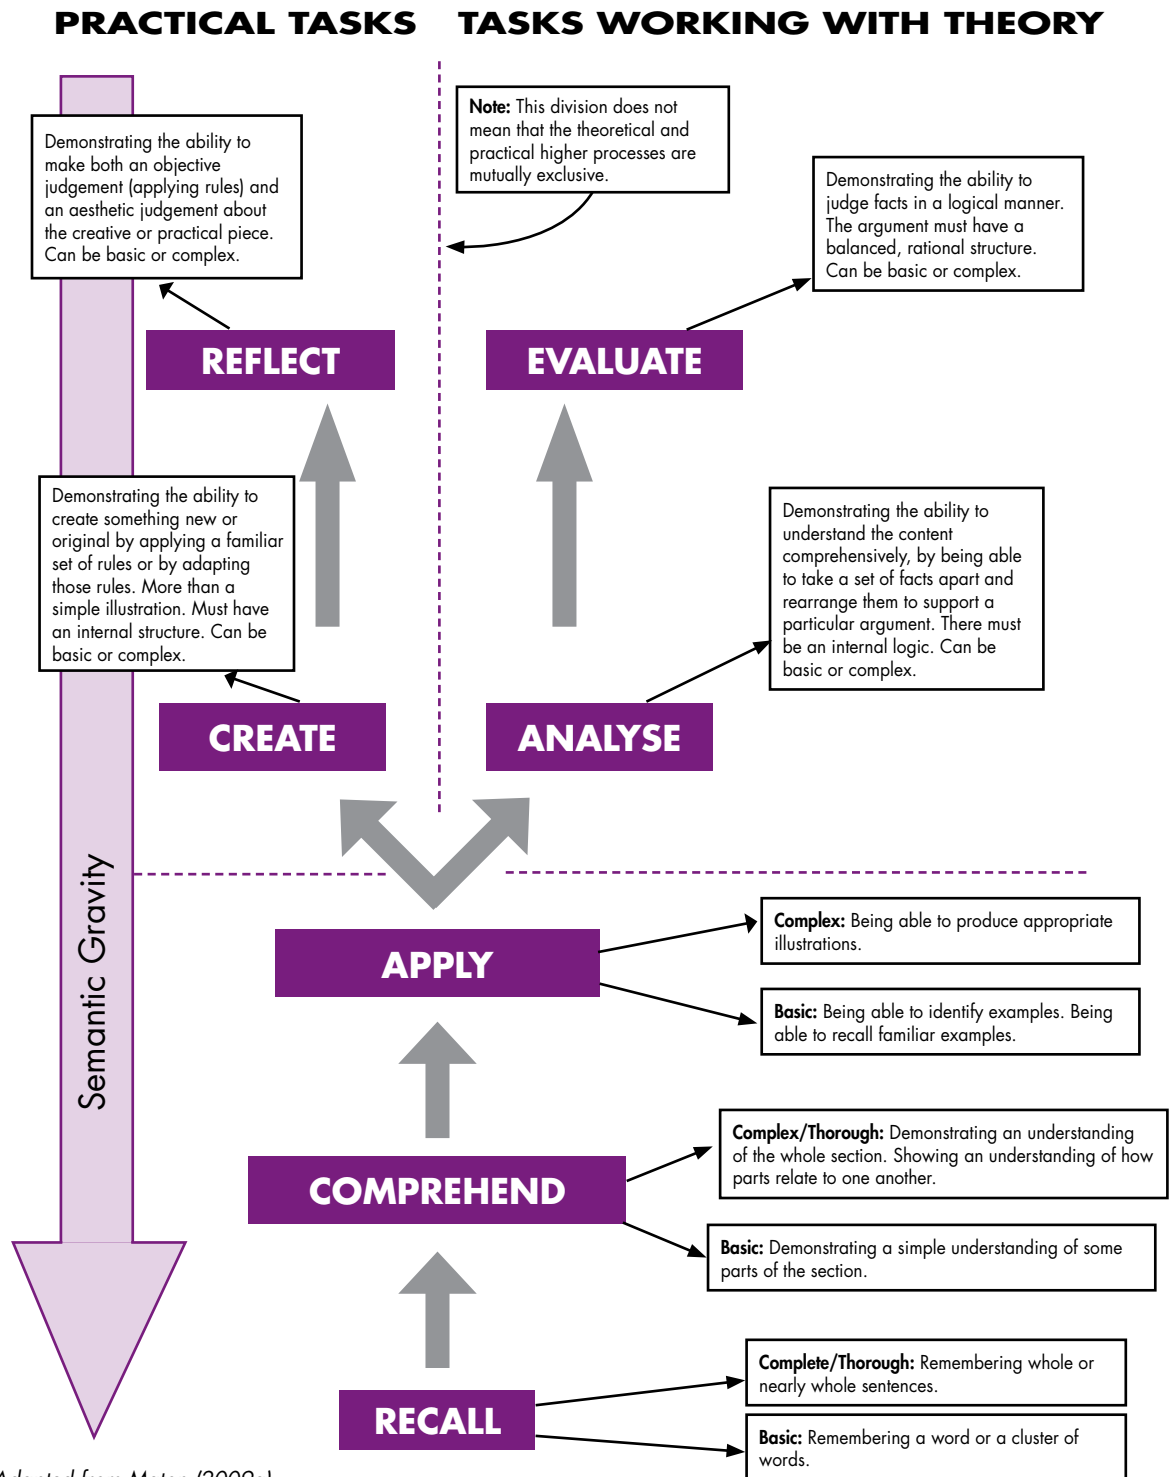 PRACTICAL TASKS
TASKS WORKING WITH THEORY
Note: This division does not
mean that the theoretical and
practical higher processes are
mutually exclusive.
Demonstrating the ability to
make both an objective
judgement (applying rules) and
an aesthetic judgement about
the creative or practical piece.
Can be basic or complex.
Demonstrating the ability to
judge facts in a logical manner.
The argument must have a
balanced, rational structure.
Can be basic or complex.
REFLECT
EVALUATE
Demonstrating the ability to
create something new or
original by applying a familiar
set of rules or by adapting
those rules. More than a
simple illustration. Must have
an internal structure. Can be
basic or complex.
Demonstrating the ability to
understand the content
comprehensively, by being able
to take a set of facts apart and
rearrange them to support a
particular argument. There must
be an internal logic. Can be
basic or complex.
CREATE
ANALYSE
Semantic Gravity
APPLY
Complex: Being able to produce appropriate
illustrations.
Basic: Being able to identify examples. Being
able to recall familiar examples.
COMPREHEND
Complex/Thorough: Demonstrating an understanding
of the whole section. Showing an understanding of how
parts relate to one another.
Basic: Demonstrating a simple understanding of some
parts of the section.
RECALL
Complete/Thorough: Remembering whole or
nearly whole sentences.
Basic: Remembering a word or a cluster of
words.